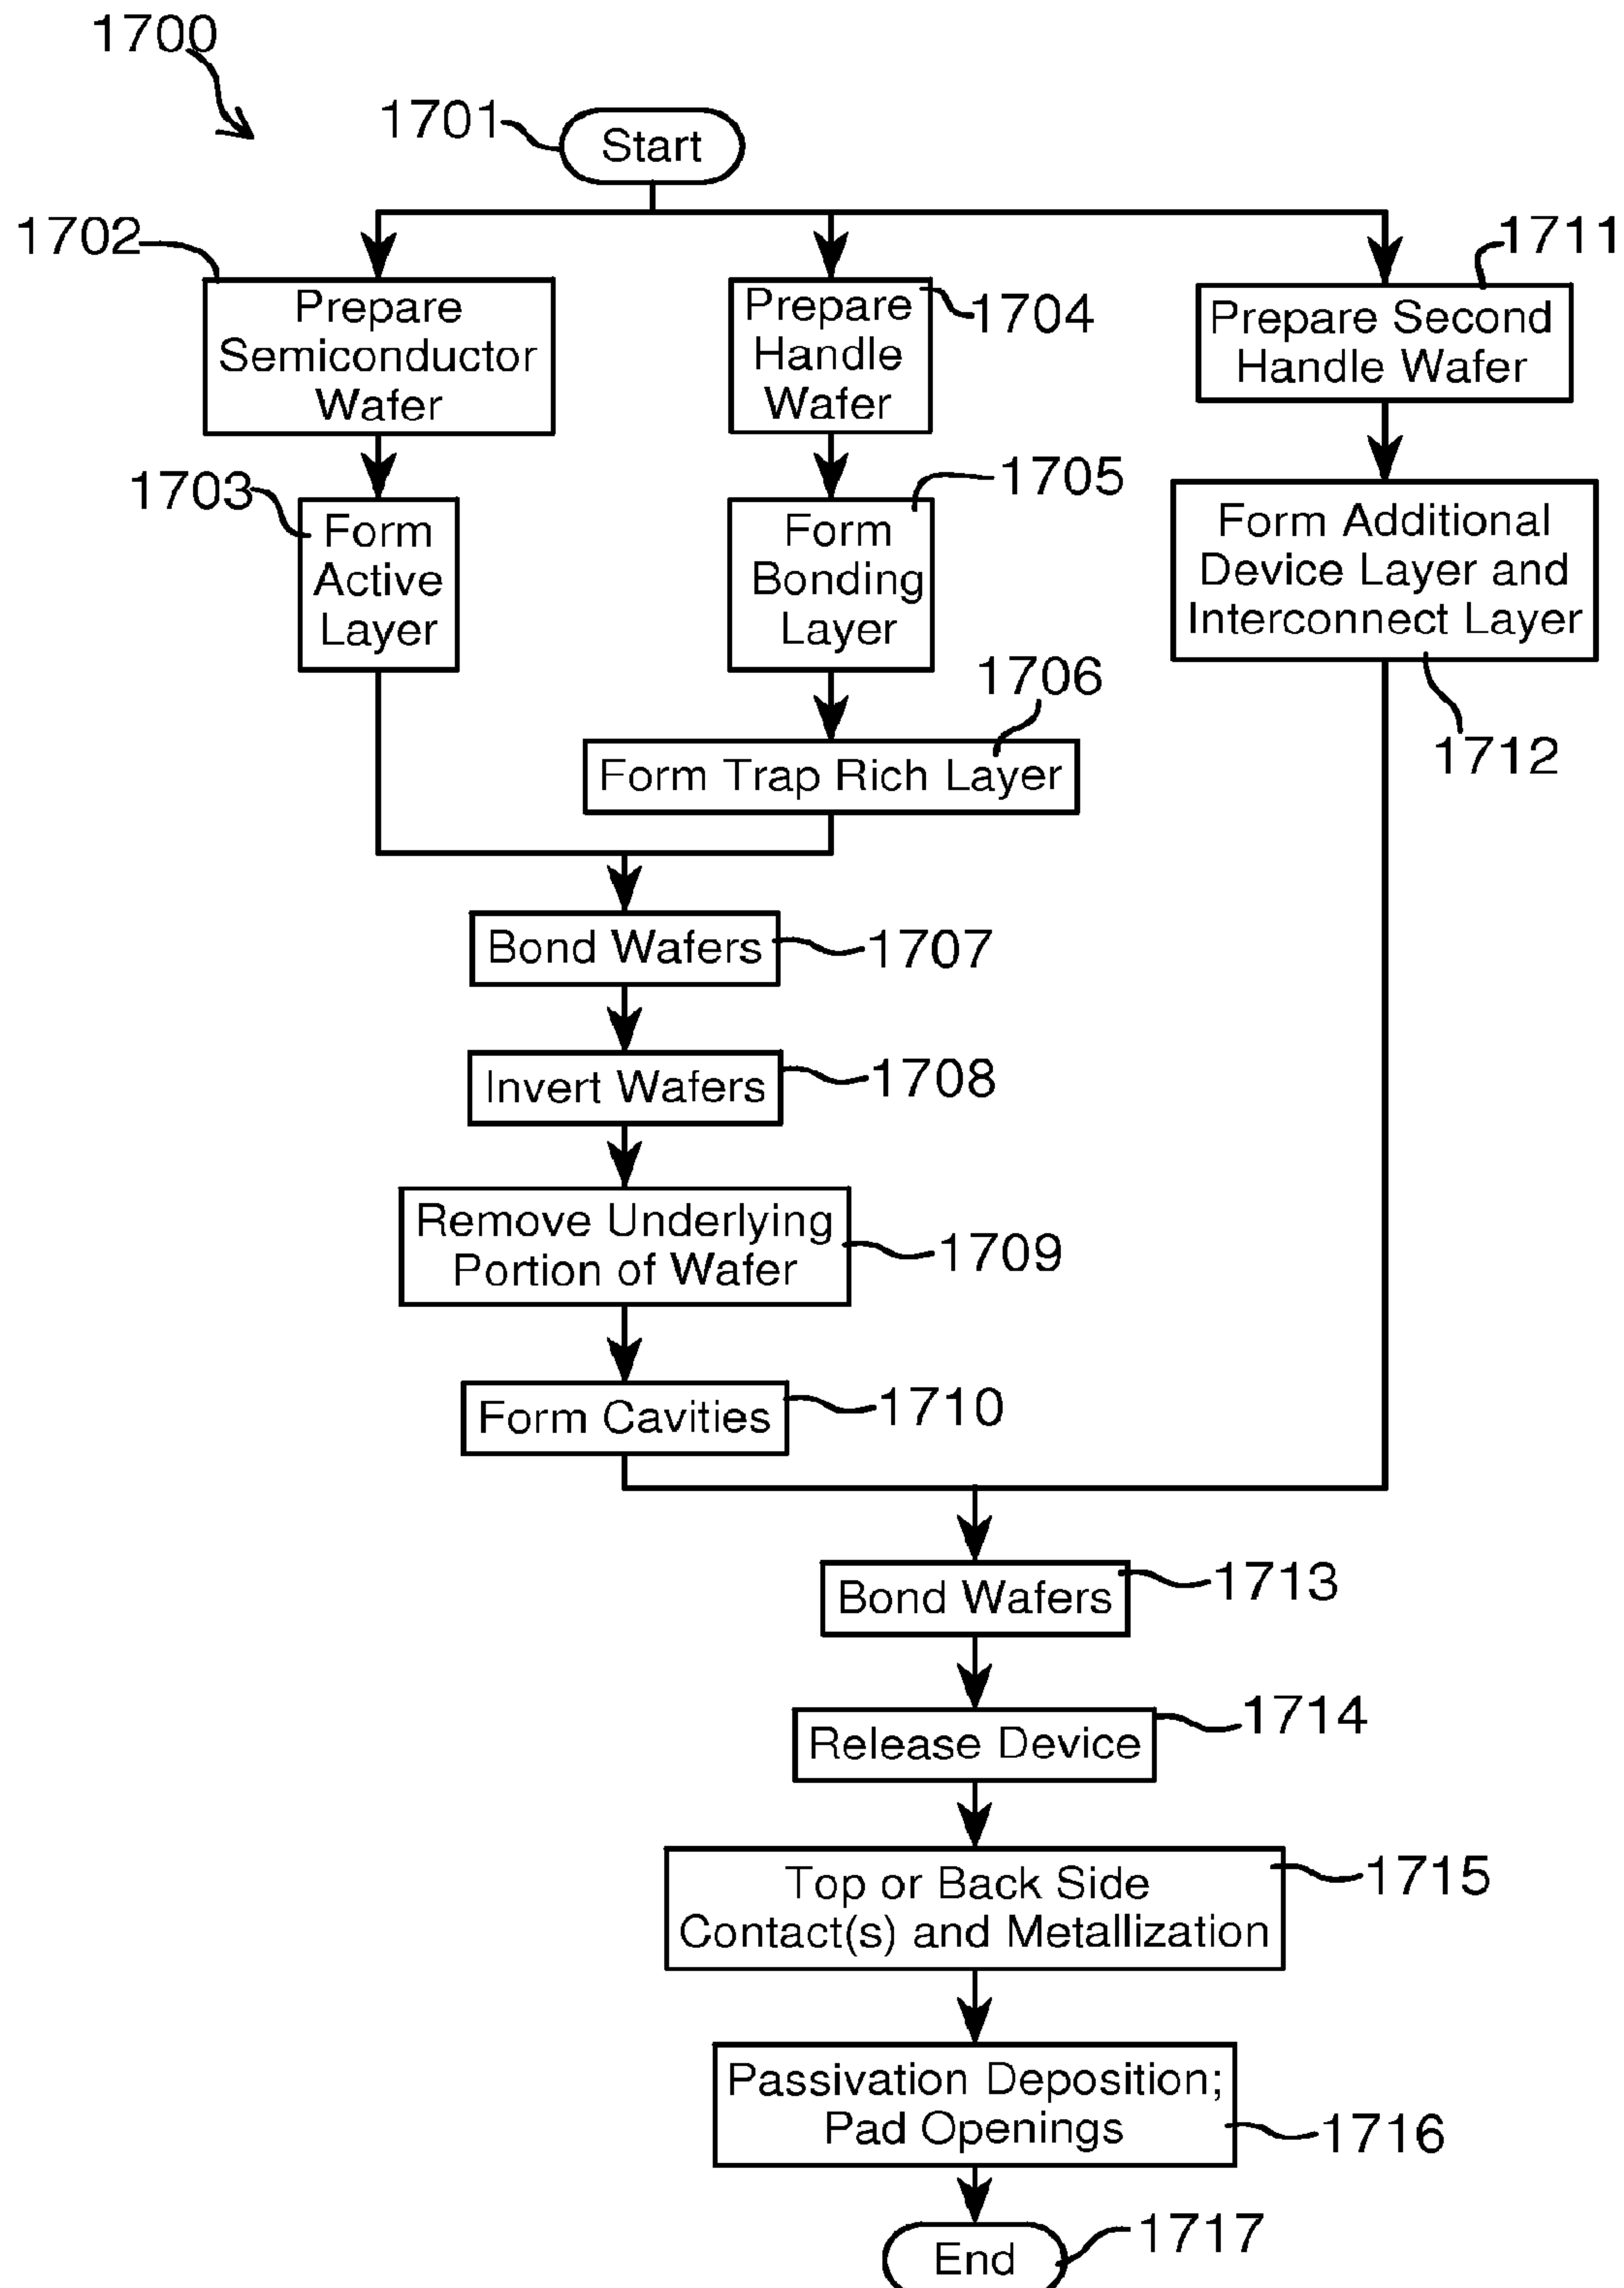 1700
1701
Start
1702
Prepare
Semiconductor
Wafer
Prepare
Handle
Wafer
1704
1711
Prepare Second
Handle Wafer
1703
Form
Active
Layer
1705
Form
Bonding
Layer
Form Additional
Device Layer and
Interconnect Layer
1712
1706
Form Trap Rich Layer
Bond Wafers
1707
Invert Wafers
1708
Remove Underlying
Portion of Wafer
1709
Form Cavities
1710
Bond Wafers
1713
Release Device
1714
Top or Back Side
Contact(s) and Metallization
1715
Passivation Deposition;
Pad Openings
1716
End
1717